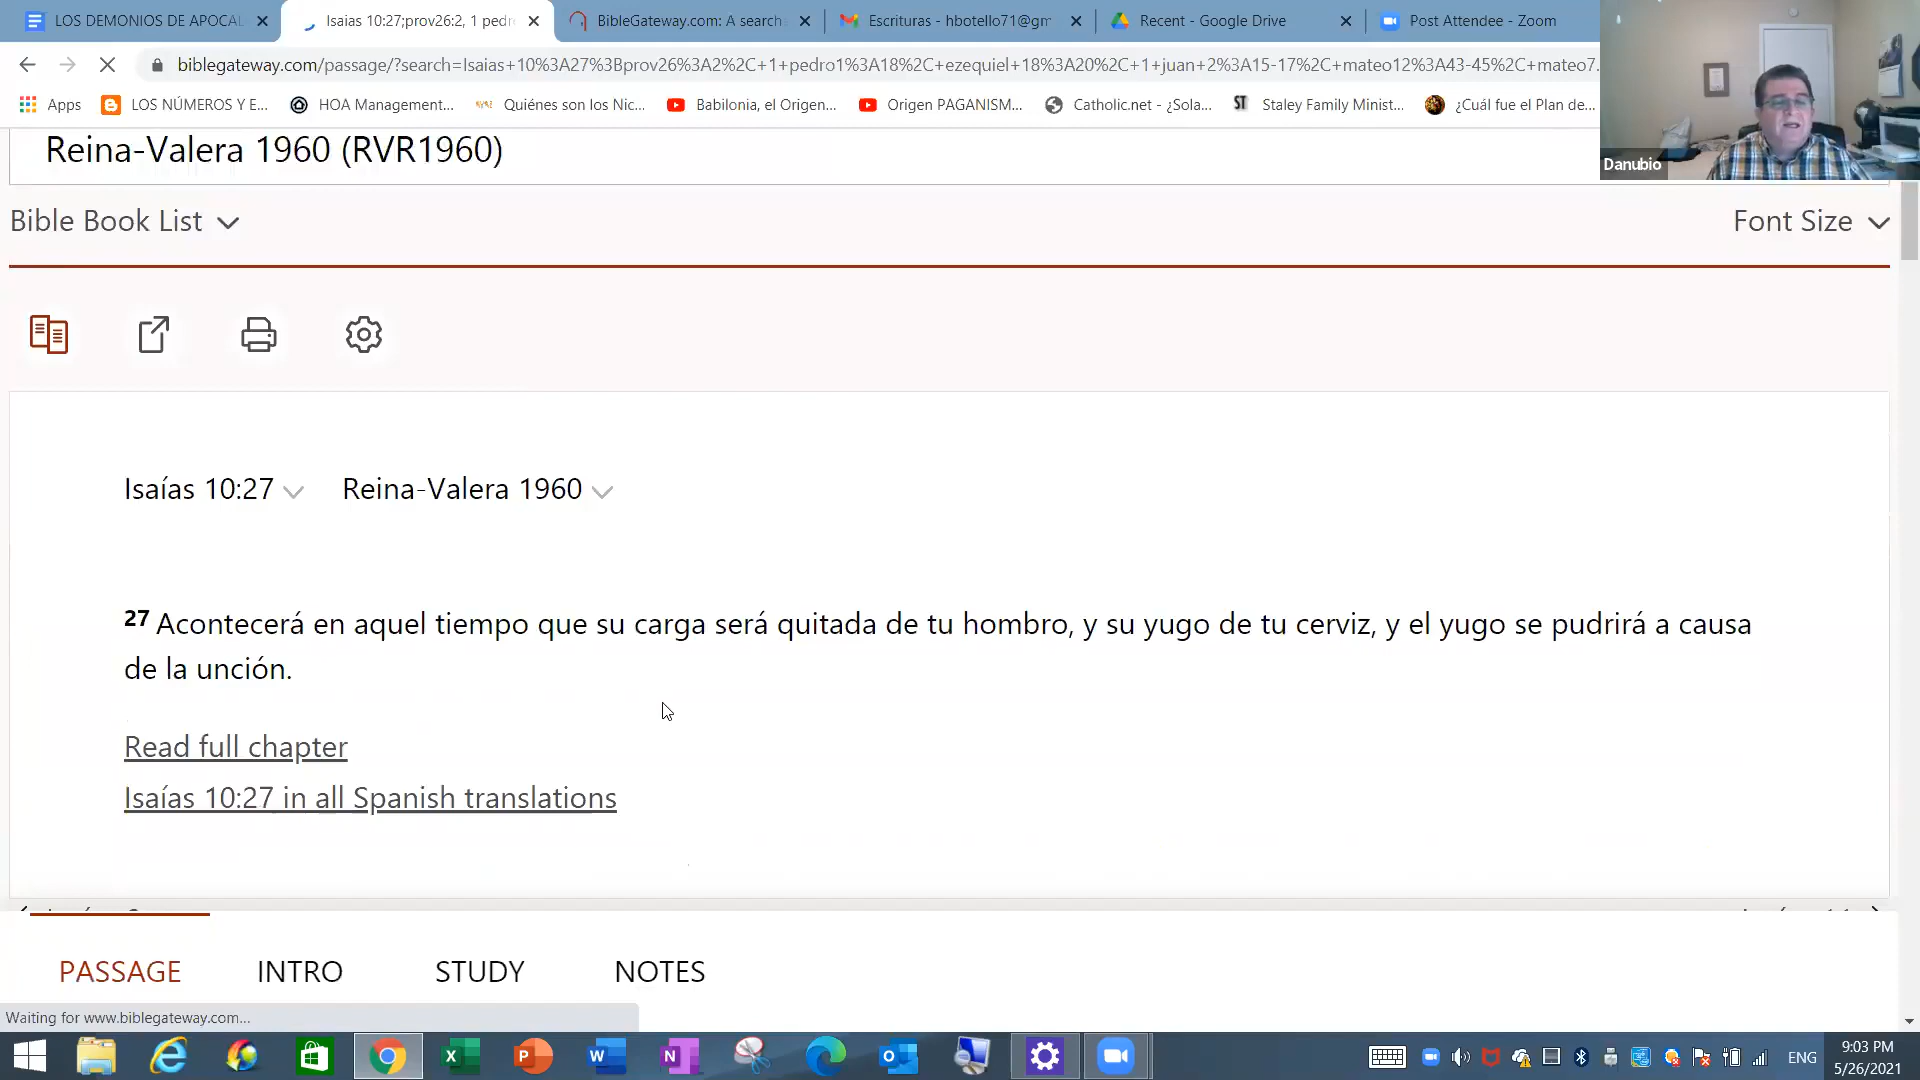 LOS DEMONIOS DE APOCAL
Isaias 10:27;prov26:2, 1 pedr
BibleGateway.com: A search
Escrituras - hbotello71@gm
Recent - Google Drive
Post Attendee - Zoom
biblegateway.com/passage/?search=Isaias+10%3A27%3Bprov26%3A2%2C+1+pedro1%3A18%2C+ezequiel+18%3A20%2C+1+juan+2%3A15-17%2C+mateo12%3A43-45%2C+mateo7.
Apps
LOS NÚMEROS Y E...
HOA Management...
Quiénes son los Nic...
Babilonia, el Origen...
Origen PAGANISM...
Catholic.net - ¿Sola...
ST Staley Family Minist...
¿Cuál fue el Plan de...
Danubio
Reina-Valera 1960 (RVR1960)
Bible Book List
Font Size
Isaías 10:27
Reina-Valera 1960
27 Acontecerá en aquel tiempo que su carga será quitada de tu hombro, y su yugo de tu cerviz, y el yugo se pudrirá a causa
de la unción.
Read full chapter
Isaías 10:27 in all Spanish translations
PASSAGE
INTRO
STUDY
NOTES
Waiting for www.biblegateway.com...
ENG
9:03 PM
5/26/2021